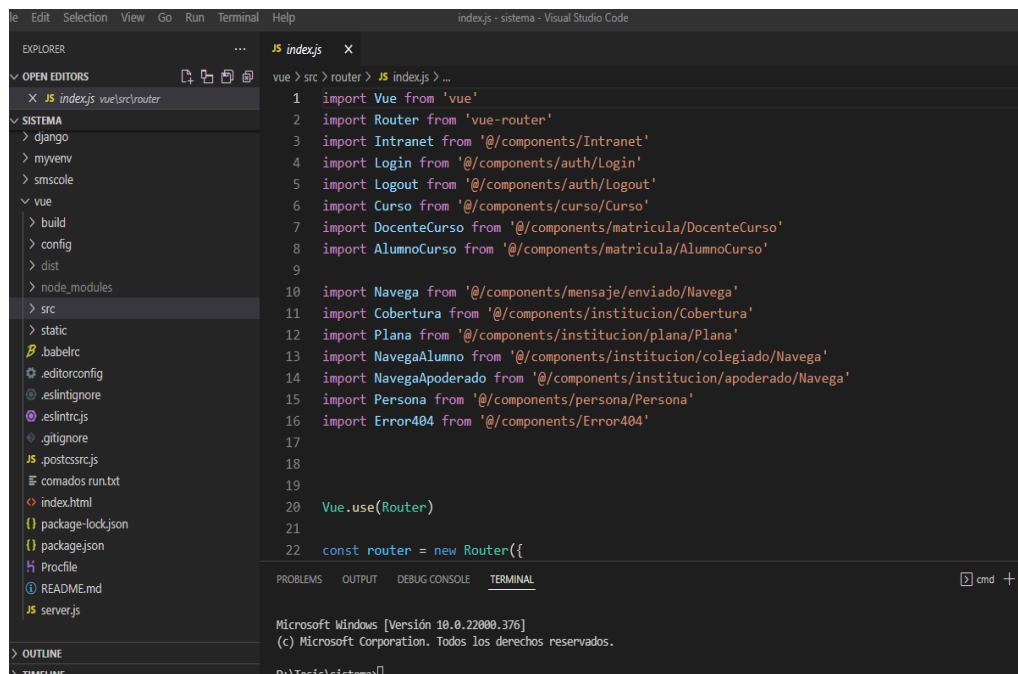 le Edit Selection View Go Run Terminal Help index.js - sistema - Visual Studio Code
EXPLORER ...
OPEN EDITORS
X JS index.js vue\src\router
SISTEMA
> django
> myvenv
> smscole
vue
> build
> config
> dist
> node_modules
> src
> static
.babelrc
.editorconfig
.eslintignore
.eslintrc.js
.gitignore
JS .postcssrc.js
comados run.txt
<> index.html
{} package-lock.json
{} package.json
Procfile
README.md
JS server.js
> OUTLINE
> TIMELINE
JS index.js X
vue > src > router > JS index.js > ...
1 import Vue from 'vue'
2 import Router from 'vue-router'
3 import Intranet from '@/components/Intranet'
4 import Login from '@/components/auth/Login'
5 import Logout from '@/components/auth/Logout'
6 import Curso from '@/components/curso/Curso'
7 import DocenteCurso from '@/components/matricula/DocenteCurso'
8 import AlumnoCurso from '@/components/matricula/AlumnoCurso'
9
10 import Navega from '@/components/mensaje/enviado/Navega'
11 import Cobertura from '@/components/institucion/Cobertura'
12 import Plana from '@/components/institucion/plana/Plana'
13 import NavegaAlumno from '@/components/institucion/colegiado/Navega'
14 import NavegaApoderado from '@/components/institucion/apoderado/Navega'
15 import Persona from '@/components/persona/Persona'
16 import Error404 from '@/components/Error404'
17
18
19
20 Vue.use(Router)
21
22 const router = new Router({
PROBLEMS OUTPUT DEBUG CONSOLE TERMINAL cmd +
Microsoft Windows [Versión 10.0.22000.376]
(c) Microsoft Corporation. Todos los derechos reservados.
D:\Tesis\sistema>